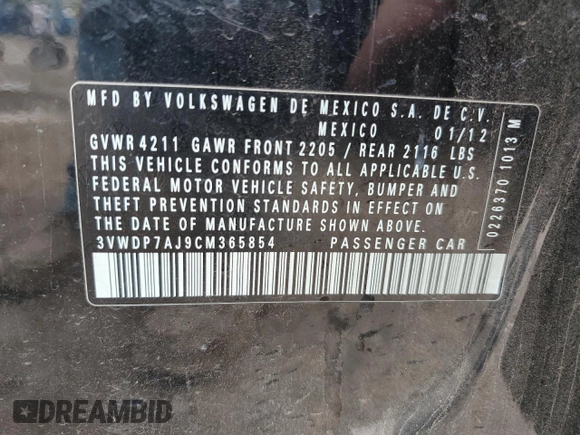 MFD BY VOLKSWAGEN DE MEXICO S.A. DE C.V.
MEXICO 01/12
GVWR 4211 GAWR FRONT 2205 / REAR 2116 LBS
THIS VEHICLE CONFORMS TO ALL APPLICABLE U.S.
FEDERAL MOTOR VEHICLE SAFETY, BUMPER AND
THEFT PREVENTION STANDARDS IN EFFECT ON
THE DATE OF MANUFACTURE SHOWN ABOVE.
3VWDP7AJ9CM365854 PASSENGER CAR
0226370 1013 M
DREAMBID